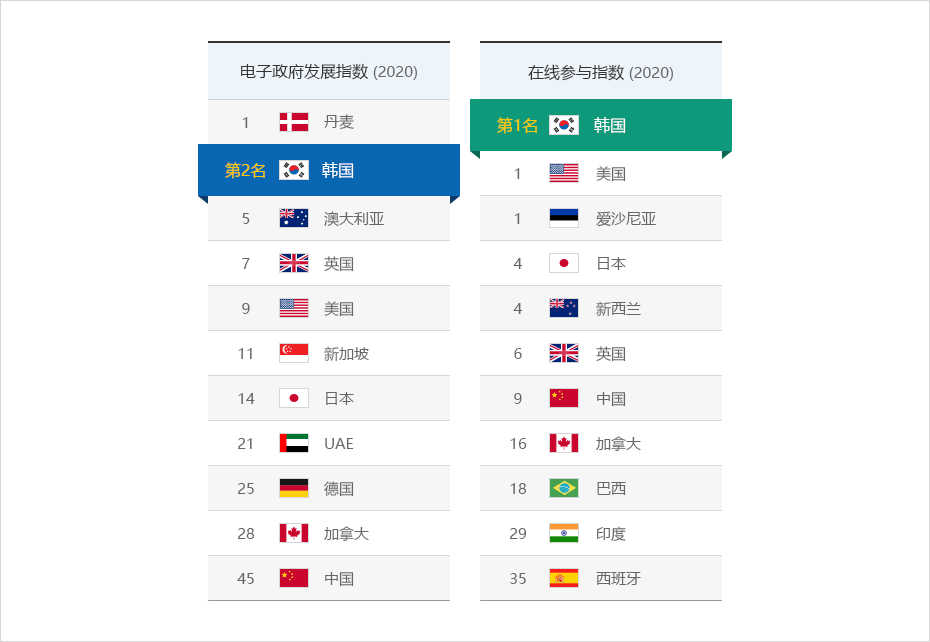 电子政府发展指数 (2020)
1 丹麦
第2名 韩国
5 澳大利亚
7 英国
9 美国
11 新加坡
14 日本
21 UAE
25 德国
28 加拿大
45 中国
在线参与指数 (2020)
第1名 韩国
1 美国
1 爱沙尼亚
4 日本
4 新西兰
6 英国
9 中国
16 加拿大
18 巴西
29 印度
35 西班牙